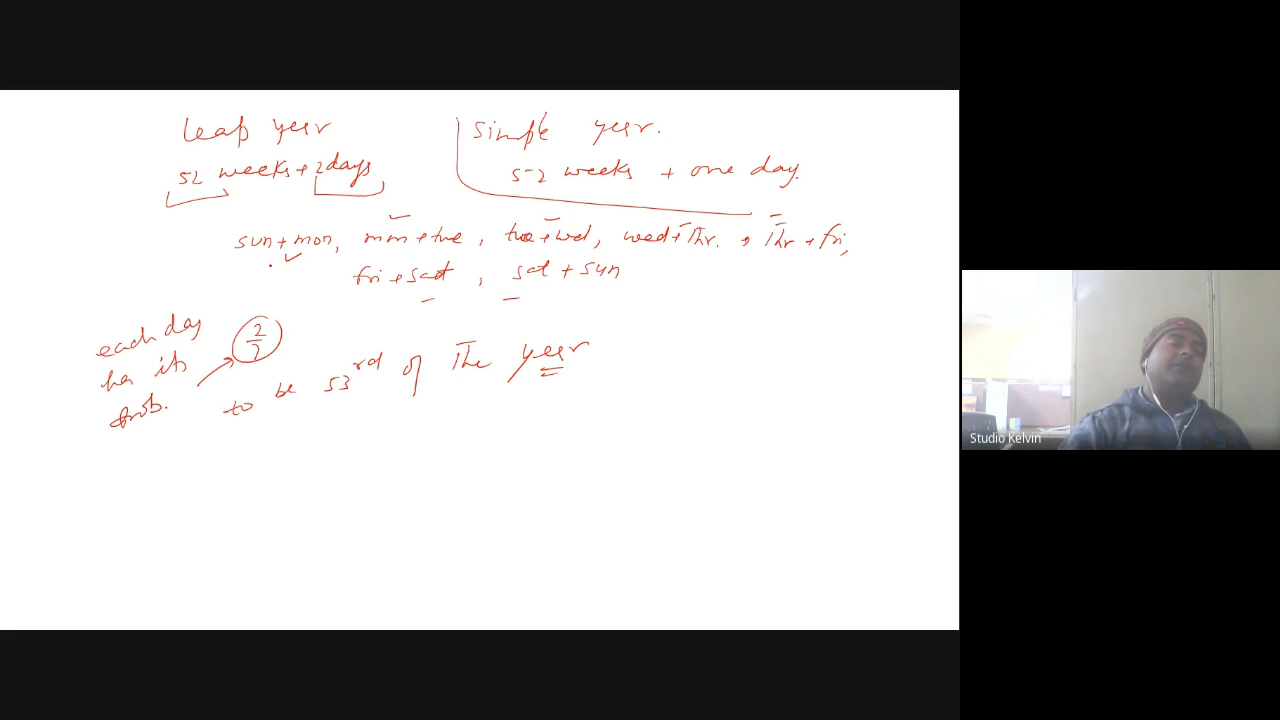 leap year
52 weeks + 2 days
simple year.
52 weeks + one day.
sun + mon, mon + tue, tue + wed, wed + Thr. , Thr + fri,
fri + sat, sat + sun
each day
has its
prob.
2/7
to be 53rd of the year
Studio Kelvin